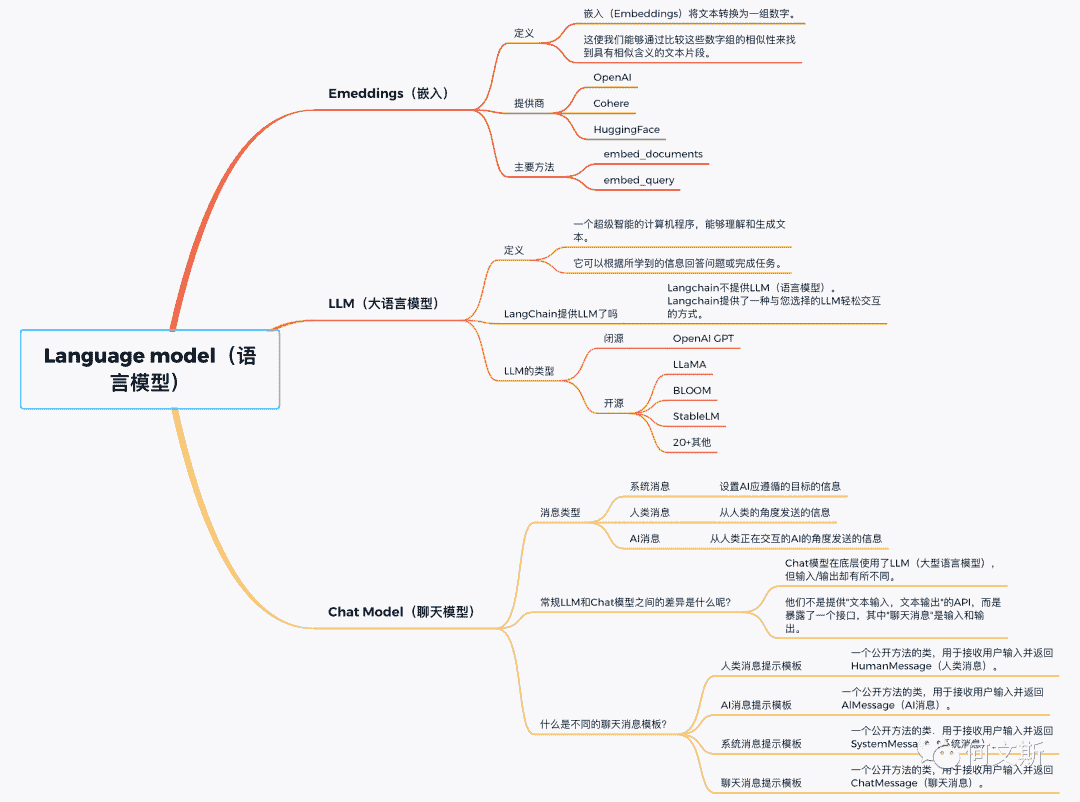 Language model（语
言模型）
Emeddings（嵌入）
定义
嵌入（Embeddings）将文本转换为一组数字。
这使我们能够通过比较这些数字组的相似性来找
到具有相似含义的文本片段。
提供商
OpenAI
Cohere
HuggingFace
主要方法
embed_documents
embed_query
LLM（大语言模型）
定义
一个超级智能的计算机程序，能够理解和生成文
本。
它可以根据所学到的信息回答问题或完成任务。
LangChain提供LLM了吗
Langchain不提供LLM（语言模型）。
Langchain提供了一种与您选择的LLM轻松交互
的方式。
LLM的类型
闭源
OpenAI GPT
开源
LLaMA
BLOOM
StableLM
20+其他
Chat Model（聊天模型）
消息类型
系统消息
设置AI应遵循的目标的信息
人类消息
从人类的角度发送的信息
AI消息
从人类正在交互的AI的角度发送的信息
常规LLM和Chat模型之间的差异是什么呢?
Chat模型在底层使用了LLM（大型语言模型），
但输入/输出却有所不同。
他们不是提供"文本输入，文本输出"的API，而是
暴露了一个接口，其中"聊天消息"是输入和输
出。
什么是不同的聊天消息模板?
人类消息提示模板
一个公开方法的类，用于接收用户输入并返回
HumanMessage（人类消息）。
AI消息提示模板
一个公开方法的类，用于接收用户输入并返回
AIMessage（AI消息）。
系统消息提示模板
一个公开方法的类，用于接收用户输入并返回
SystemMessage（系统消息）
聊天消息提示模板
一个公开方法的类，用于接收用户输入并返回
ChatMessage（聊天消息）。
何文斯